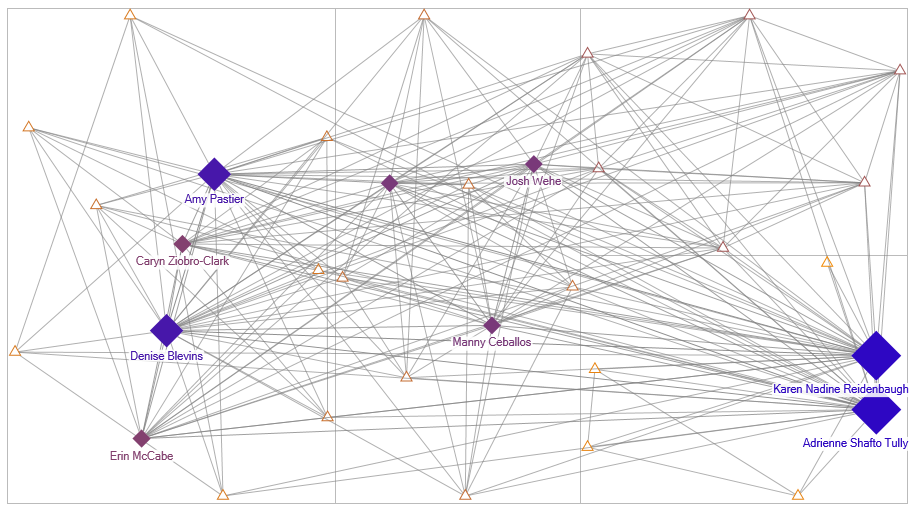 Josh Wehe
Amy Pastier
Caryn Ziobro-Clark
Manny Ceballos
Denise Blevins
Karen Nadine Reidenbaugh
Adrienne Shafto Tully
Erin McCabe